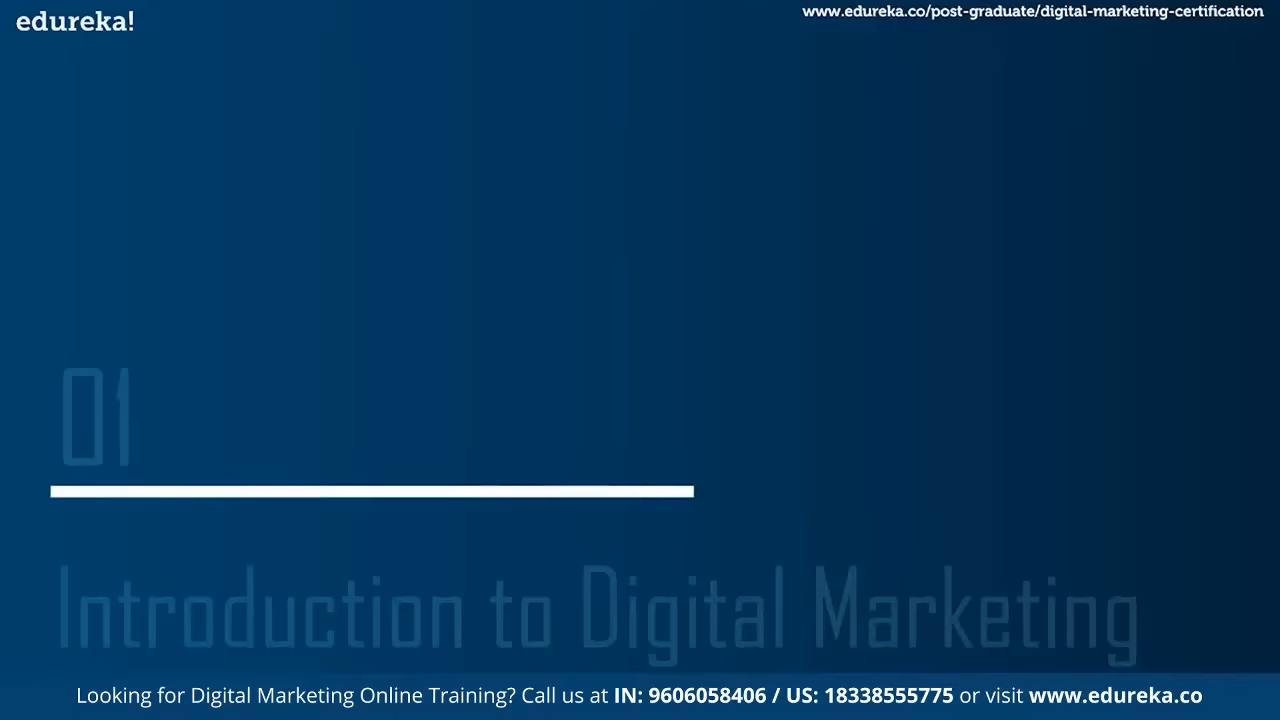 edureka!
www.edureka.co/post-graduate/digital-marketing-certification
01
Introduction to Digital Marketing
Looking for Digital Marketing Online Training? Call us at IN: 9606058406 / US: 18338555775 or visit www.edureka.co